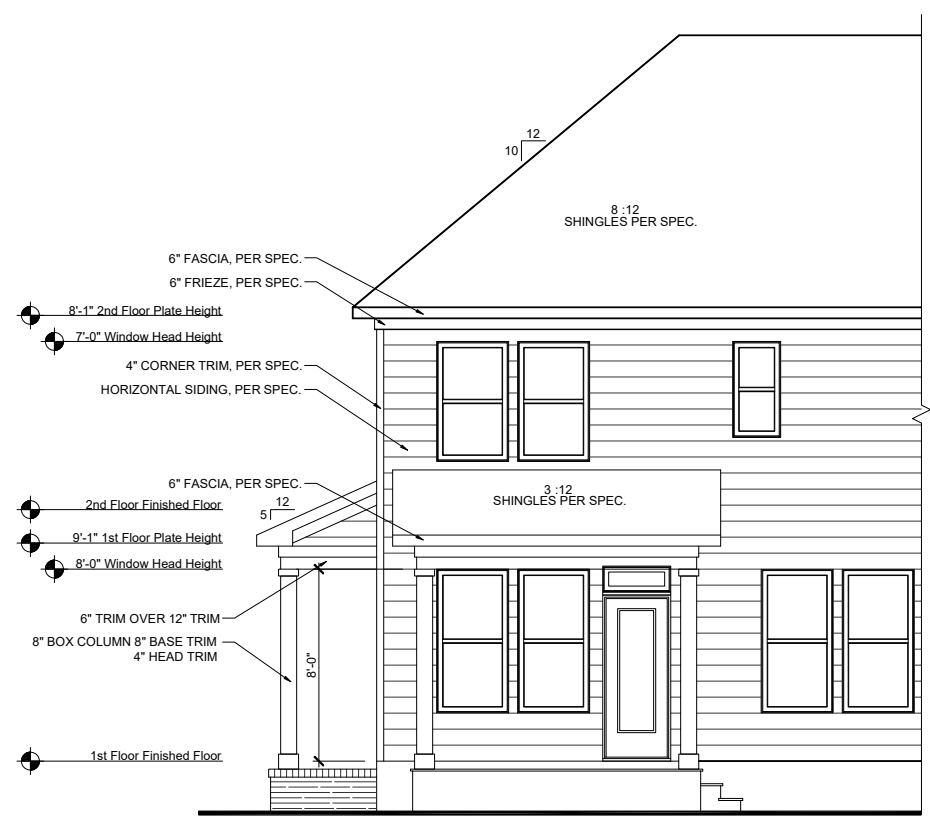 12
10
8 :12
SHINGLES PER SPEC.
6" FASCIA, PER SPEC.
6" FRIEZE, PER SPEC.
8'-1" 2nd Floor Plate Height
7'-0" Window Head Height
4" CORNER TRIM, PER SPEC.
HORIZONTAL SIDING, PER SPEC.
6" FASCIA, PER SPEC.
3 :12
SHINGLES PER SPEC.
12
5
2nd Floor Finished Floor
9'-1" 1st Floor Plate Height
8'-0" Window Head Height
6" TRIM OVER 12" TRIM
8" BOX COLUMN 8" BASE TRIM
4" HEAD TRIM
8'-0"
1st Floor Finished Floor